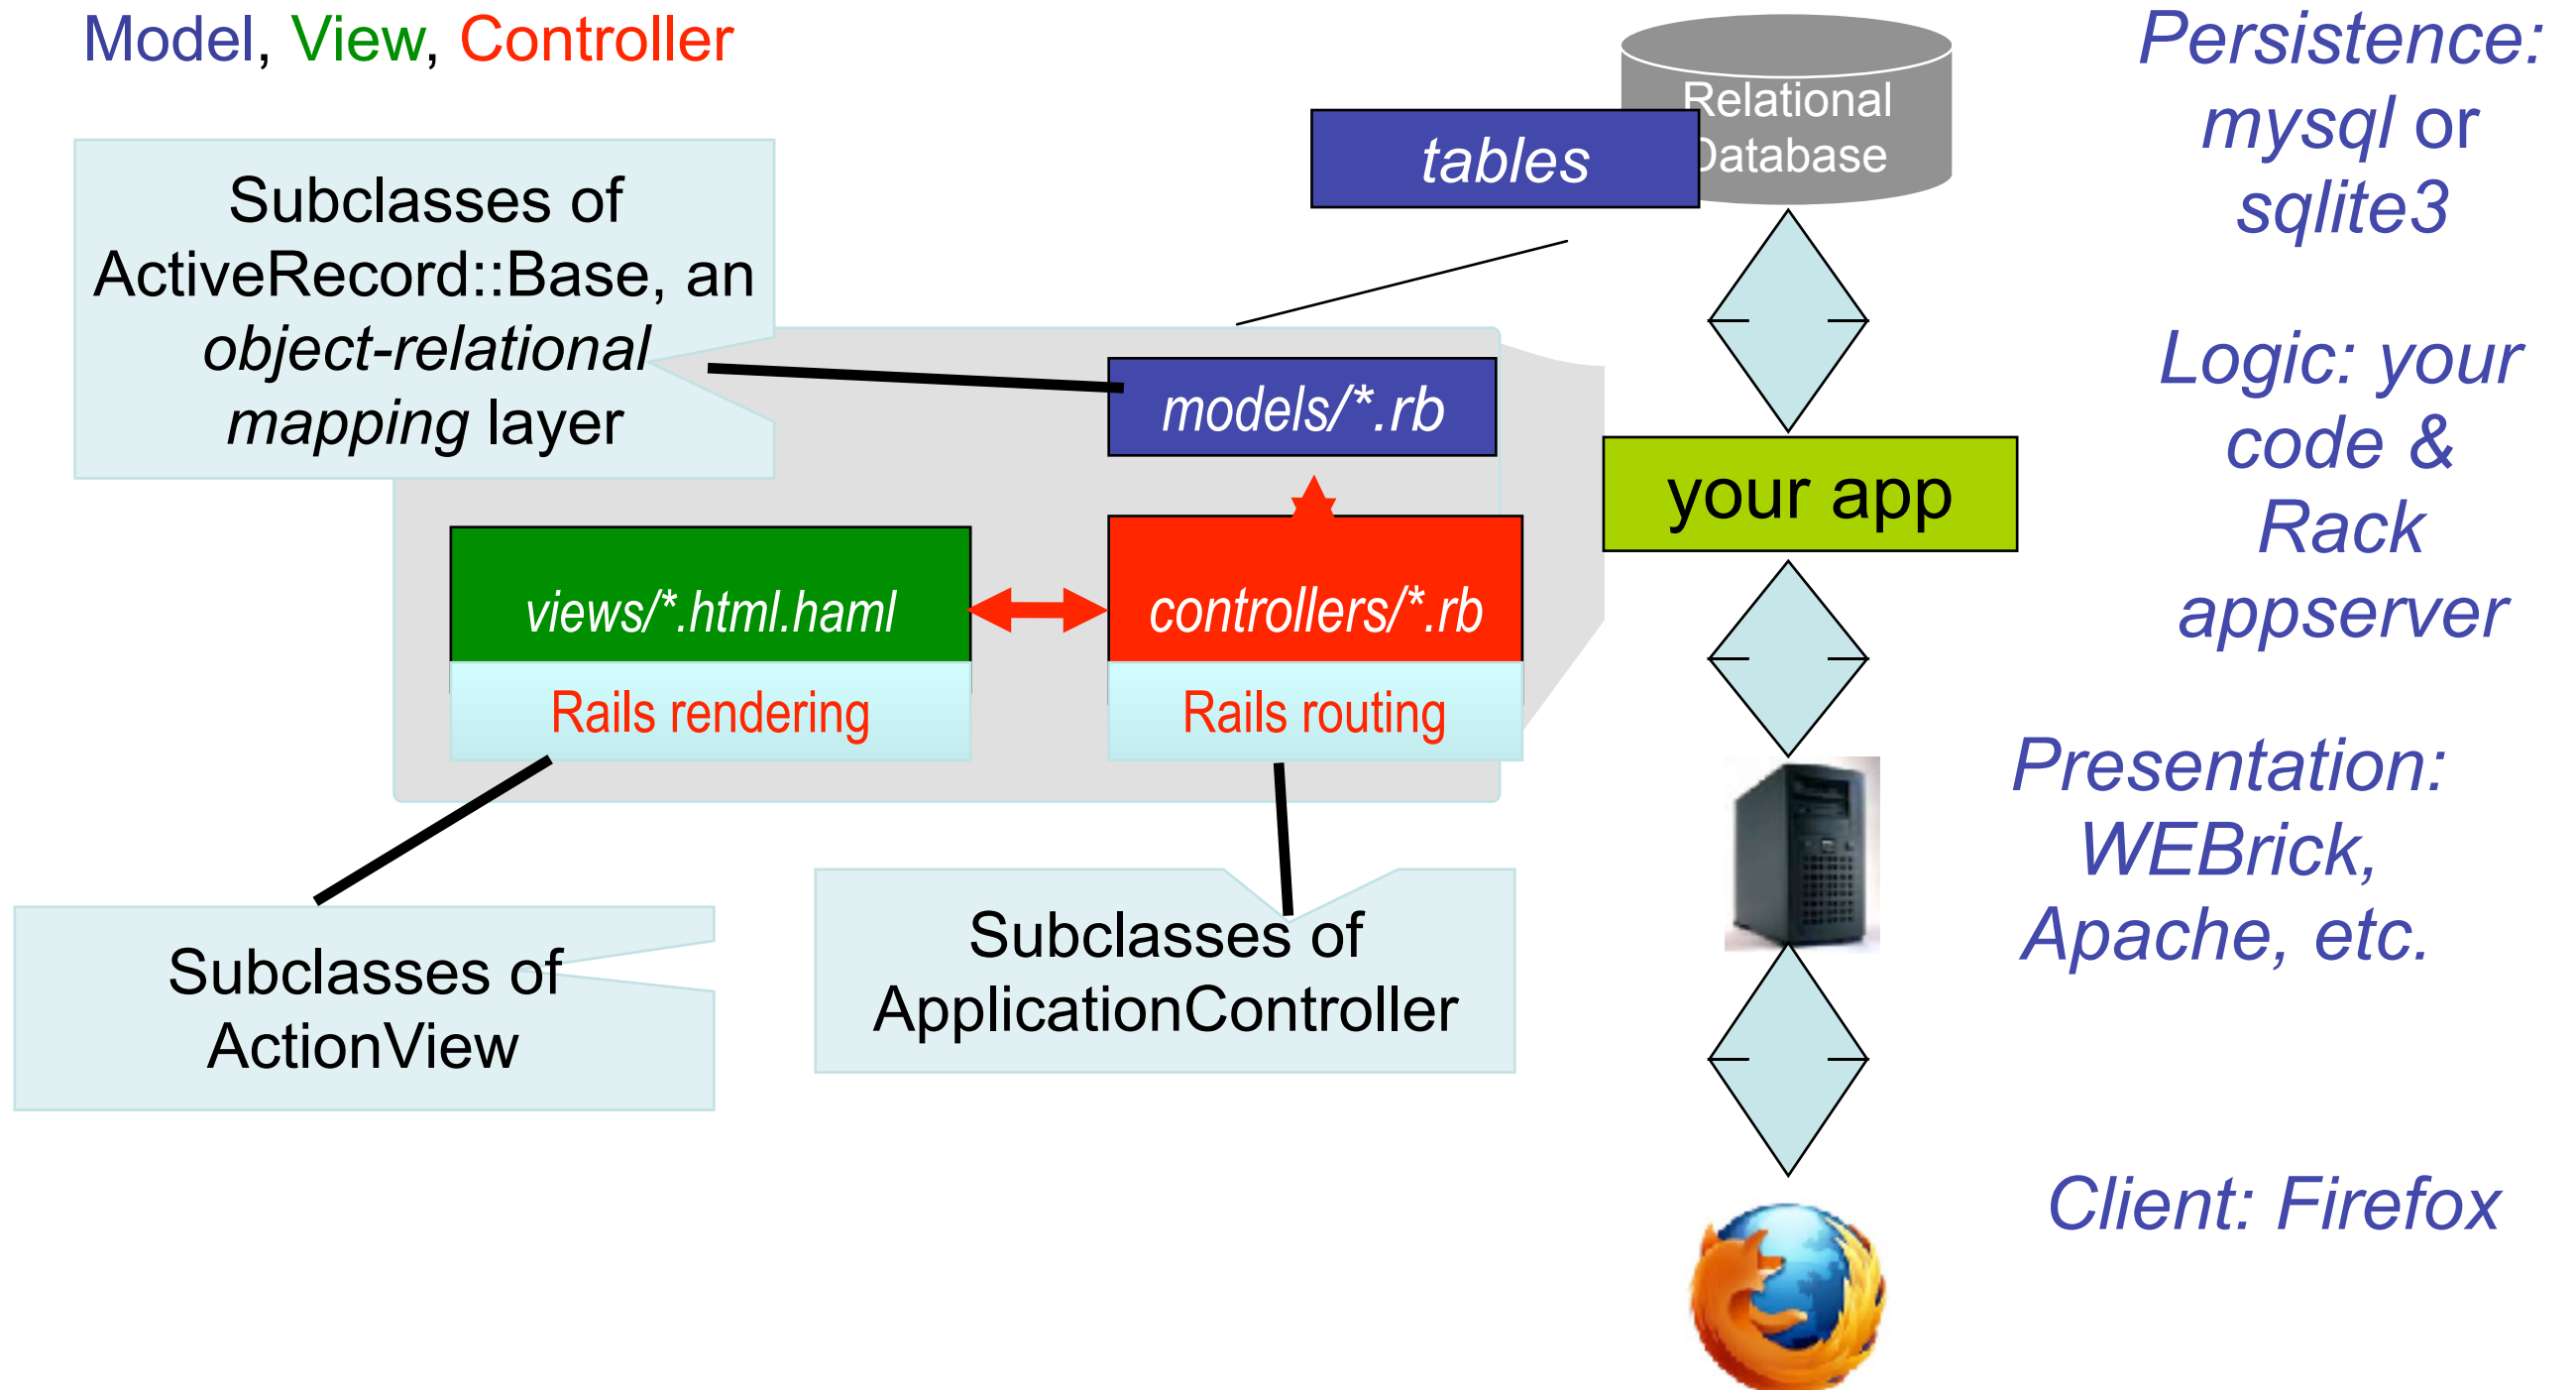 Model, View, Controller
Subclasses of
ActiveRecord::Base, an
object-relational
mapping layer
tables
Relational
Database
models/*.rb
views/*.html.haml
controllers/*.rb
Rails rendering
Rails routing
Subclasses of
ActionView
Subclasses of
ApplicationController
your app
Persistence:
mysql or
sqlite3
Logic: your
code &
Rack
appserver
Presentation:
WEBrick,
Apache, etc.
Client: Firefox